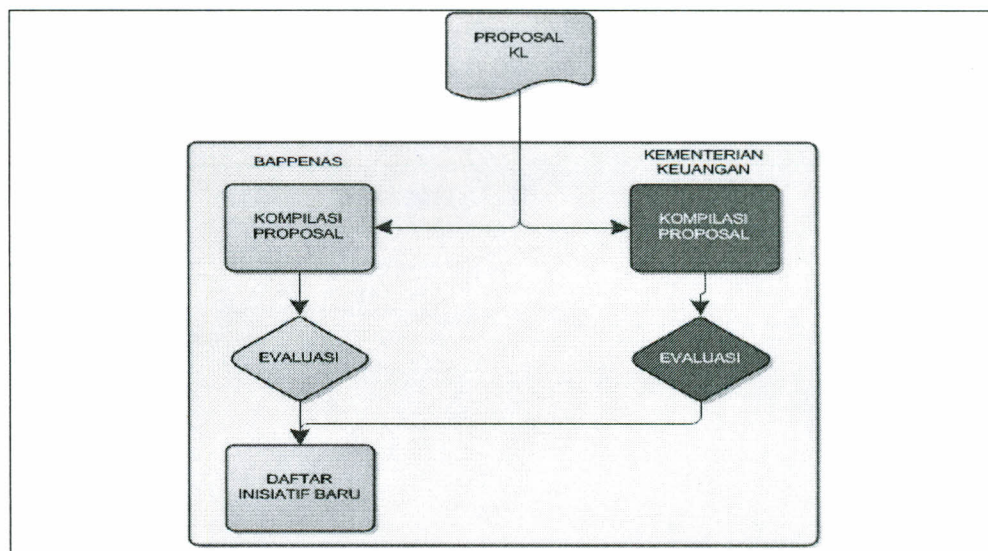 PROPOSAL
KL
BAPPENAS
KEMENTERIAN
KEUANGAN
KOMPILASI
PROPOSAL
KOMPILASI
PROPOSAL
EVALUASI
EVALUASI
DAFTAR
INISIATIF BARU